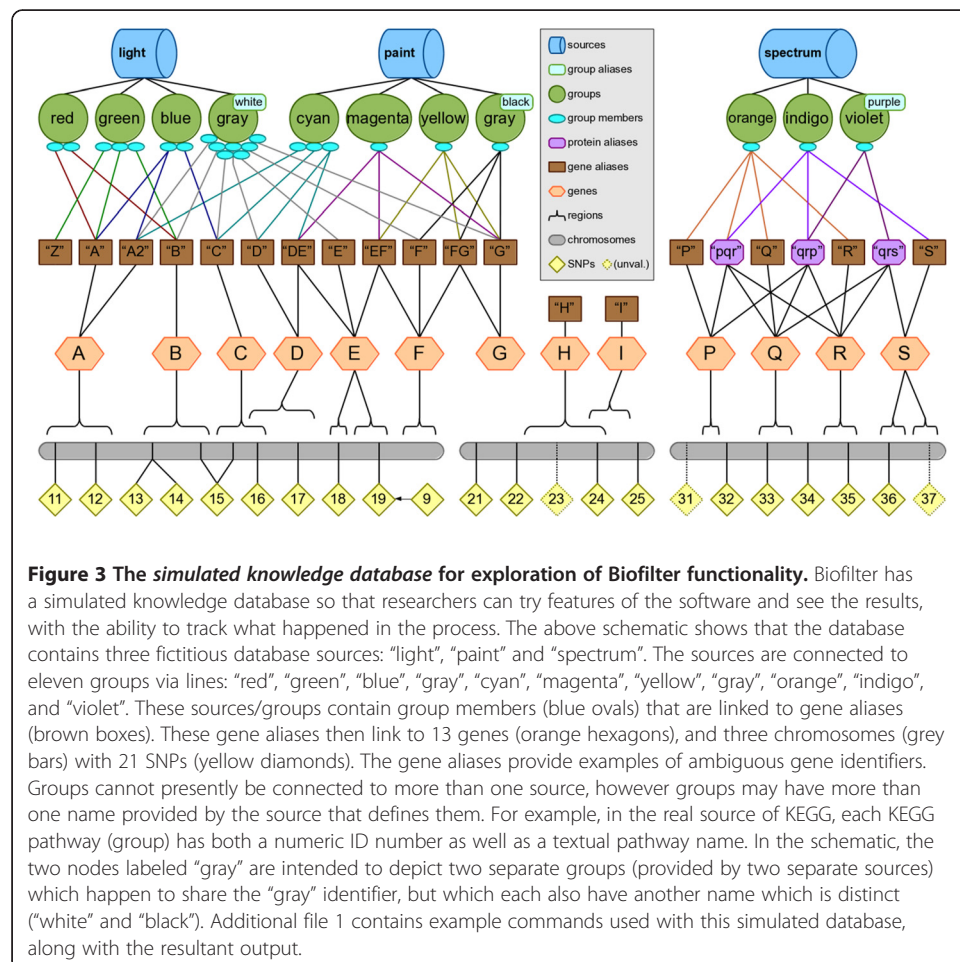 light
paint
spectrum
sources
group aliases
groups
group members
protein aliases
gene aliases
genes
regions
chromosomes
SNPs (unval.)
white
black
purple
red green blue gray cyan magenta yellow gray orange indigo violet
"Z" "A" "A2" "B" "C" "D" "DE" "E" "EF" "F" "FG" "G" "P" "pqr" "Q" "qrp" "R" "qrs" "S"
"H" "I"
A B C D E F G H I P Q R S
11 12 13 14 15 16 17 18 19 9 21 22 23 24 25 31 32 33 34 35 36 37
Figure 3 The simulated knowledge database for exploration of Biofilter functionality. Biofilter has
a simulated knowledge database so that researchers can try features of the software and see the results,
with the ability to track what happened in the process. The above schematic shows that the database
contains three fictitious database sources: “light”, “paint” and “spectrum”. The sources are connected to
eleven groups via lines: “red”, “green”, “blue”, “gray”, “cyan”, “magenta”, “yellow”, “gray”, “orange”, “indigo”,
and “violet”. These sources/groups contain group members (blue ovals) that are linked to gene aliases
(brown boxes). These gene aliases then link to 13 genes (orange hexagons), and three chromosomes (grey
bars) with 21 SNPs (yellow diamonds). The gene aliases provide examples of ambiguous gene identifiers.
Groups cannot presently be connected to more than one source, however groups may have more than
one name provided by the source that defines them. For example, in the real source of KEGG, each KEGG
pathway (group) has both a numeric ID number as well as a textual pathway name. In the schematic, the
two nodes labeled “gray” are intended to depict two separate groups (provided by two separate sources)
which happen to share the “gray” identifier, but which each also have another name which is distinct
(“white” and “black”). Additional file 1 contains example commands used with this simulated database,
along with the resultant output.